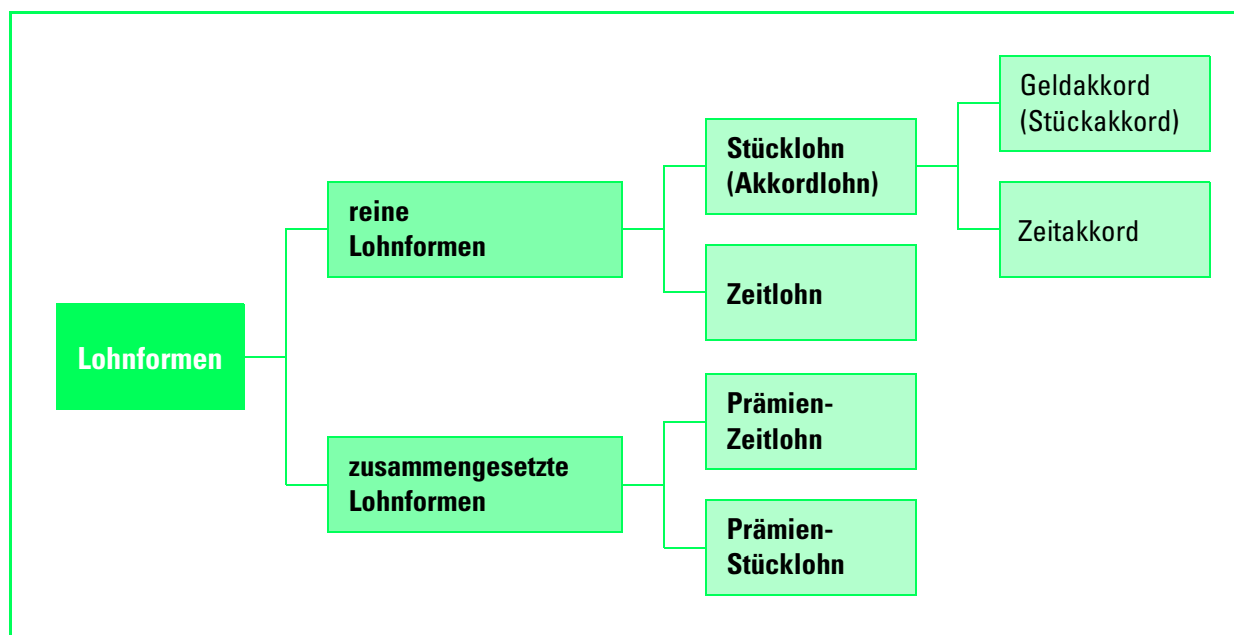 Lohnformen
reine
Lohnformen
zusammengesetzte
Lohnformen
Stücklohn
(Akkordlohn)
Zeitlohn
Prämien-
Zeitlohn
Prämien-
Stücklohn
Geldakkord
(Stückakkord)
Zeitakkord